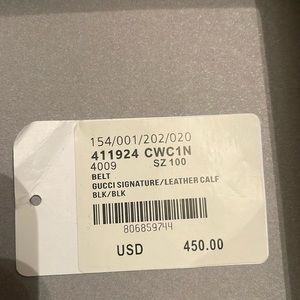 154/001/202/020
411924 CWC1N
4009 SZ 100
BELT
GUCCI SIGNATURE/LEATHER CALF
BLK/BLK
806859744
USD 450.00